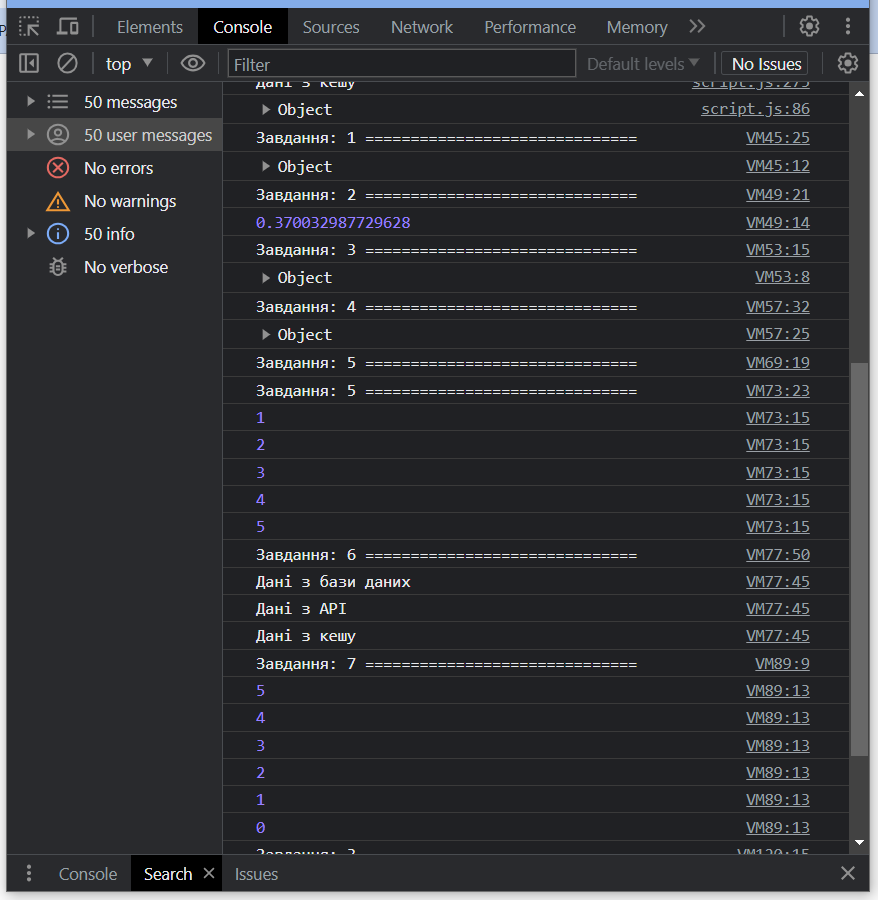 Elements Console Sources Network Performance Memory
top Filter Default levels No Issues
50 messages
50 user messages
No errors
No warnings
50 info
No verbose
дані з кешу script.js:275
Object script.js:86
Завдання: 1 ============================== VM45:25
Object VM45:12
Завдання: 2 ============================== VM49:21
0.370032987729628 VM49:14
Завдання: 3 ============================== VM53:15
Object VM53:8
Завдання: 4 ============================== VM57:32
Object VM57:25
Завдання: 5 ============================== VM69:19
Завдання: 5 ============================== VM73:23
1 VM73:15
2 VM73:15
3 VM73:15
4 VM73:15
5 VM73:15
Завдання: 6 ============================== VM77:50
Дані з бази даних VM77:45
Дані з API VM77:45
Дані з кешу VM77:45
Завдання: 7 ============================== VM89:9
5 VM89:13
4 VM89:13
3 VM89:13
2 VM89:13
1 VM89:13
0 VM89:13
Console Search Issues